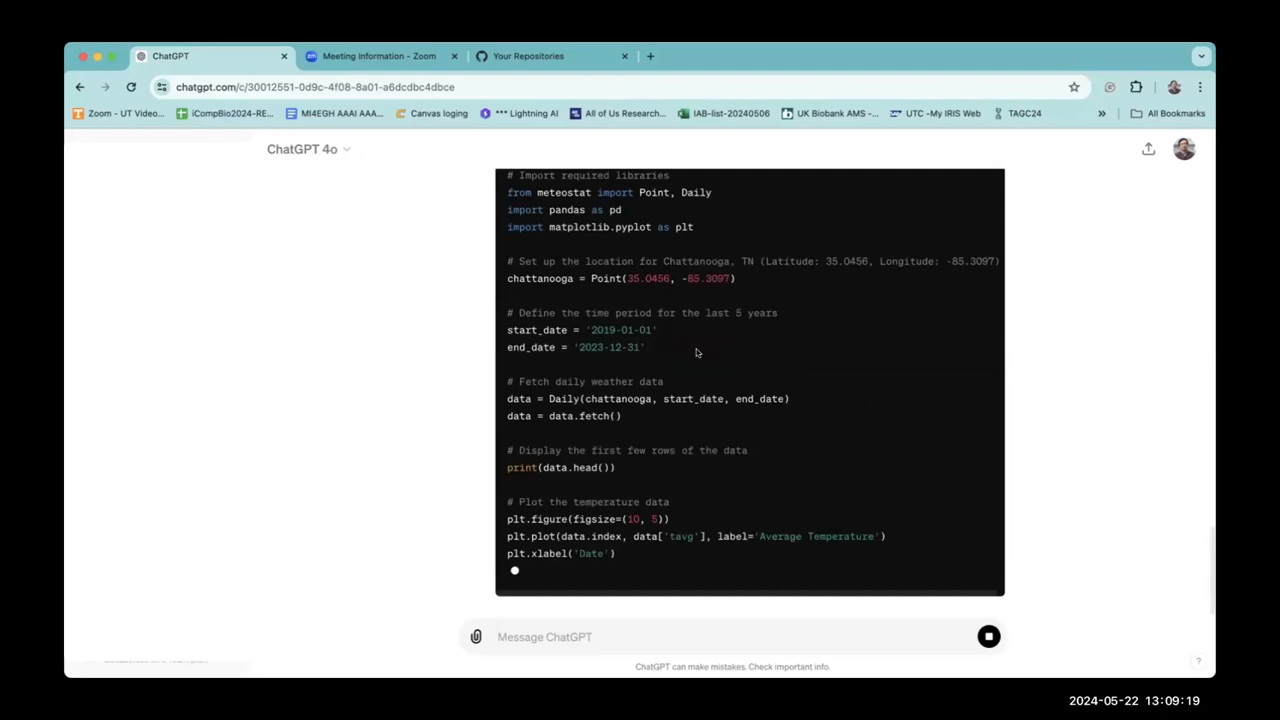 ChatGPT
Meeting Information - Zoom
Your Repositories
chatgpt.com/c/30012551-0d9c-4f08-8a01-a6dcdbc4dbce
Zoom - UT Video...
iCompBio2024-RE...
MI4EGH AAAI AAA...
Canvas loging
*** Lightning AI
All of Us Research...
IAB-list-20240506
UK Biobank AMS -...
UTC -My IRIS Web
TAGC24
»
All Bookmarks
ChatGPT 4o
# Import required libraries
from meteostat import Point, Daily
import pandas as pd
import matplotlib.pyplot as plt
# Set up the location for Chattanooga, TN (Latitude: 35.0456, Longitude: -85.3097)
chattanooga = Point(35.0456, -85.3097)
# Define the time period for the last 5 years
start_date = '2019-01-01'
end_date = '2023-12-31'
# Fetch daily weather data
data = Daily(chattanooga, start_date, end_date)
data = data.fetch()
# Display the first few rows of the data
print(data.head())
# Plot the temperature data
plt.figure(figsize=(10, 5))
plt.plot(data.index, data['tavg'], label='Average Temperature')
plt.xlabel('Date')
Message ChatGPT
ChatGPT can make mistakes. Check important info.
?
2024-05-22 13:09:19